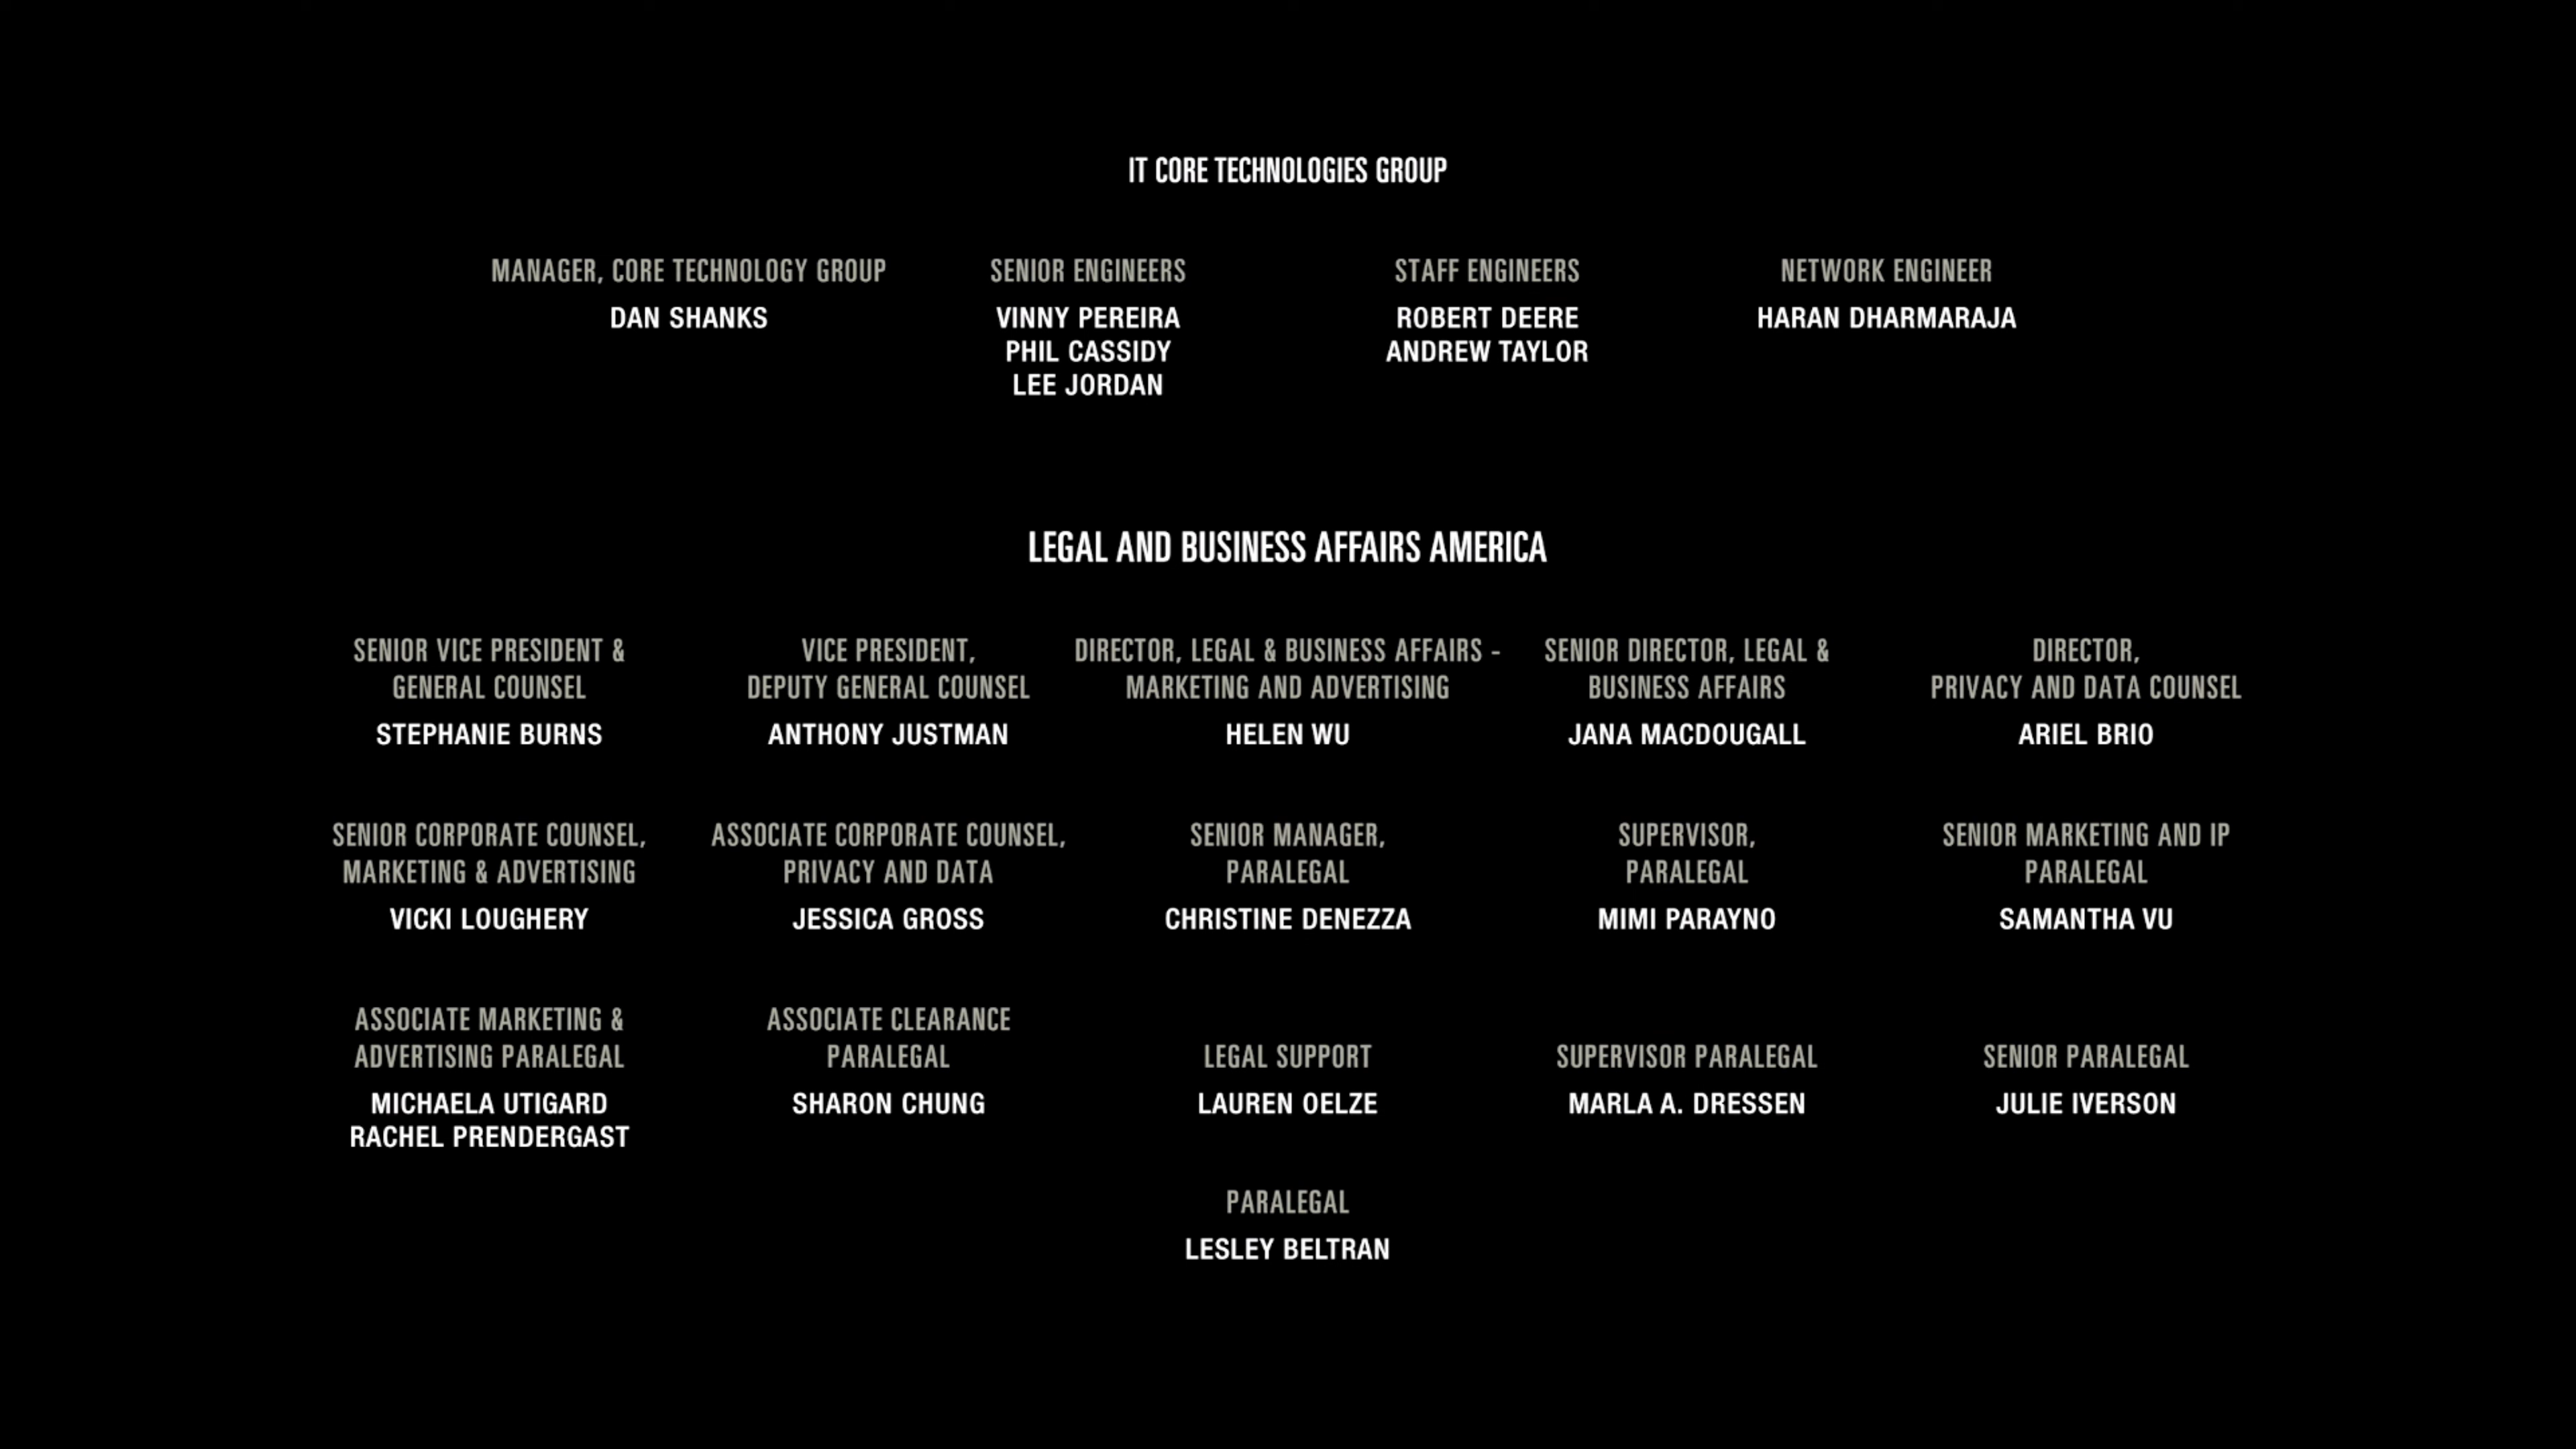 IT CORE TECHNOLOGIES GROUP
MANAGER, CORE TECHNOLOGY GROUP
DAN SHANKS
SENIOR ENGINEERS
VINNY PEREIRA
PHIL CASSIDY
LEE JORDAN
STAFF ENGINEERS
ROBERT DEERE
ANDREW TAYLOR
NETWORK ENGINEER
HARAN DHARMARAJA
LEGAL AND BUSINESS AFFAIRS AMERICA
SENIOR VICE PRESIDENT &
GENERAL COUNSEL
STEPHANIE BURNS
VICE PRESIDENT,
DEPUTY GENERAL COUNSEL
ANTHONY JUSTMAN
DIRECTOR, LEGAL & BUSINESS AFFAIRS -
MARKETING AND ADVERTISING
HELEN WU
SENIOR DIRECTOR, LEGAL &
BUSINESS AFFAIRS
JANA MACDOUGALL
DIRECTOR,
PRIVACY AND DATA COUNSEL
ARIEL BRIO
SENIOR CORPORATE COUNSEL,
MARKETING & ADVERTISING
VICKI LOUGHERY
ASSOCIATE CORPORATE COUNSEL,
PRIVACY AND DATA
JESSICA GROSS
SENIOR MANAGER,
PARALEGAL
CHRISTINE DENEZZA
SUPERVISOR,
PARALEGAL
MIMI PARAYNO
SENIOR MARKETING AND IP
PARALEGAL
SAMANTHA VU
ASSOCIATE MARKETING &
ADVERTISING PARALEGAL
MICHAELA UTIGARD
RACHEL PRENDERGAST
ASSOCIATE CLEARANCE
PARALEGAL
SHARON CHUNG
LEGAL SUPPORT
LAUREN OELZE
SUPERVISOR PARALEGAL
MARLA A. DRESSEN
SENIOR PARALEGAL
JULIE IVERSON
PARALEGAL
LESLEY BELTRAN